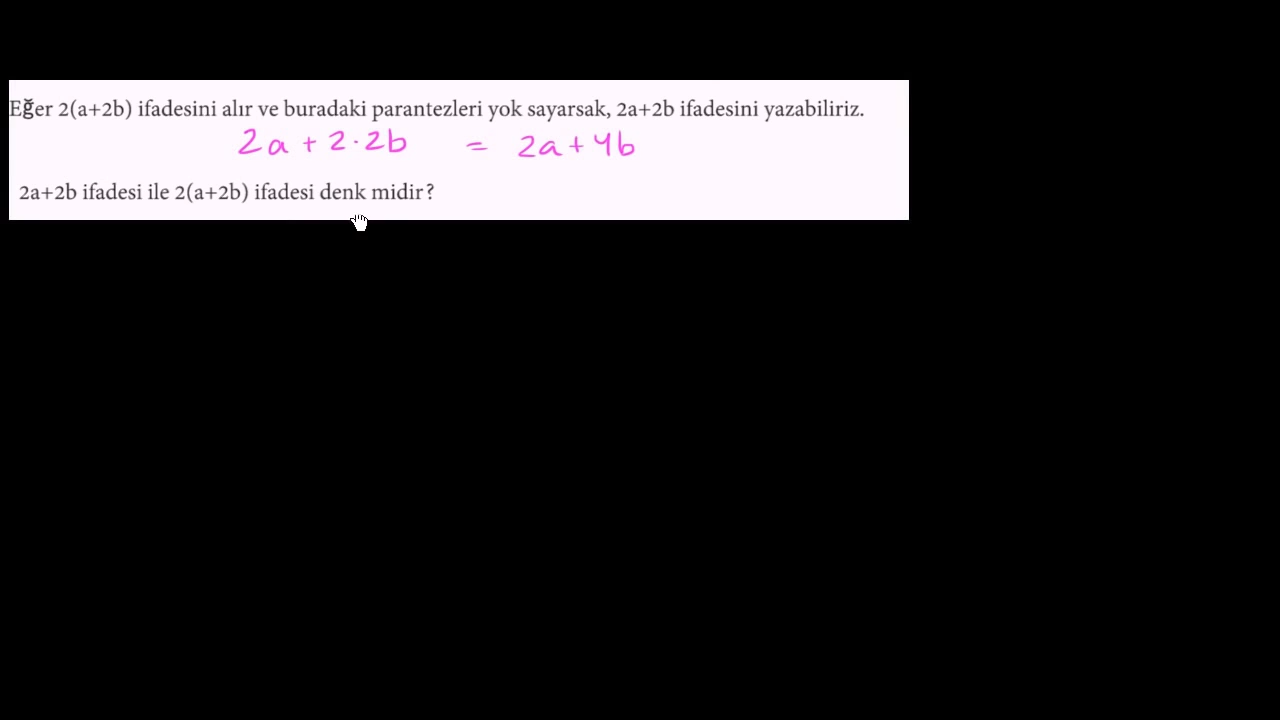 Eğer 2(a+2b) ifadesini alır ve buradaki parantezleri yok sayarsak, 2a+2b ifadesini yazabiliriz.
2a + 2·2b = 2a + 4b
2a+2b ifadesi ile 2(a+2b) ifadesi denk midir?